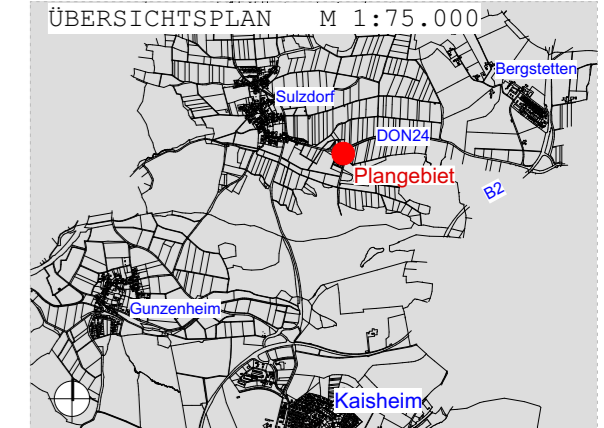 ÜBERSICHTSPLAN M 1:75.000
Bergstetten
Sulzdorf
DON24
Plangebiet
B2
Gunzenheim
Kaisheim